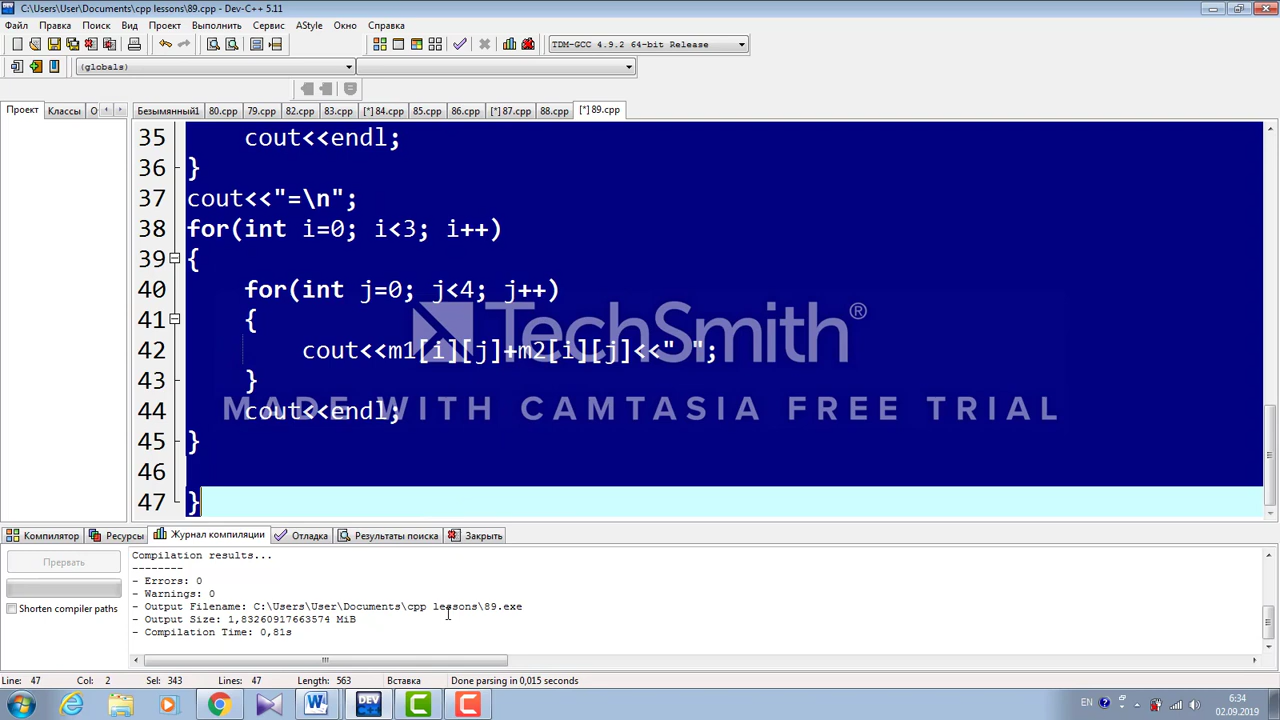 C:\Users\User\Documents\cpp lessons\89.cpp - Dev-C++ 5.11
Файл Правка Поиск Вид Проект Выполнить Сервис AStyle Окно Справка
TDM-GCC 4.9.2 64-bit Release
(globals)
Проект Классы О
Безымянный1 80.cpp 79.cpp 82.cpp 83.cpp [*] 84.cpp 85.cpp 86.cpp [*] 87.cpp 88.cpp [*] 89.cpp
35 cout<<endl;
36 }
37 cout<<"=\n";
38 for(int i=0; i<3; i++)
39 {
40 for(int j=0; j<4; j++)
41 {
42 cout<<m1[i][j]+m2[i][j]<<" ";
43 }
44 cout<<endl;
45 }
46
47 }
TechSmith®
MADE WITH CAMTASIA FREE TRIAL
Компилятор Ресурсы Журнал компиляции Отладка Результаты поиска Закрыть
Прервать
Shorten compiler paths
Compilation results...
--------
- Errors: 0
- Warnings: 0
- Output Filename: C:\Users\User\Documents\cpp lessons\89.exe
- Output Size: 1,83260917663574 MiB
- Compilation Time: 0,81s
Line: 47 Col: 2 Sel: 343 Lines: 47 Length: 563 Вставка Done parsing in 0,015 seconds
EN 6:34
02.09.2019